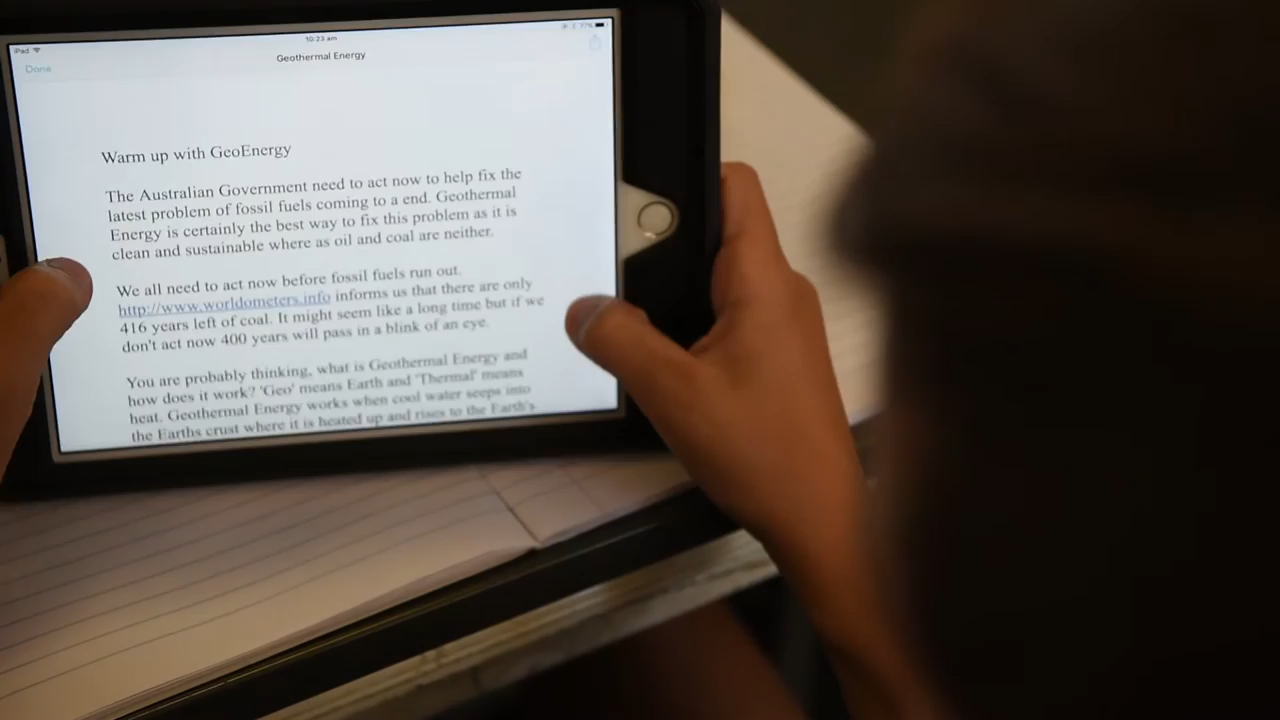 iPad
10:23 am
Done
Geothermal Energy
Warm up with GeoEnergy
The Australian Government need to act now to help fix the
latest problem of fossil fuels coming to a end. Geothermal
Energy is certainly the best way to fix this problem as it is
clean and sustainable where as oil and coal are neither.
We all need to act now before fossil fuels run out.
http://www.worldometers.info informs us that there are only
416 years left of coal. It might seem like a long time but if we
don't act now 400 years will pass in a blink of an eye.
You are probably thinking, what is Geothermal Energy and
how does it work? 'Geo' means Earth and 'Thermal' means
heat. Geothermal Energy works when cool water seeps into
the Earths crust where it is heated up and rises to the Earth's